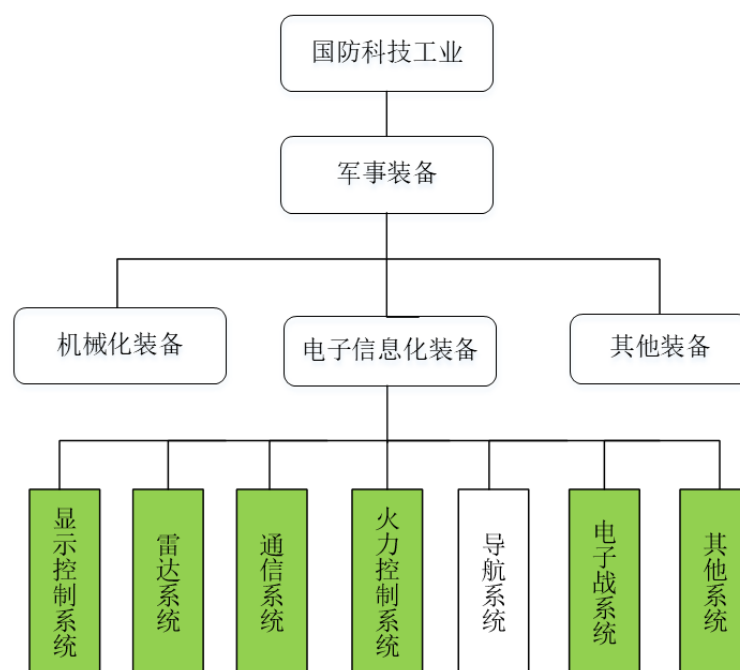 国防科技工业
军事装备
机械化装备
电子信息化装备
其他装备
显示控制系统
雷达系统
通信系统
火力控制系统
导航系统
电子战系统
其他系统